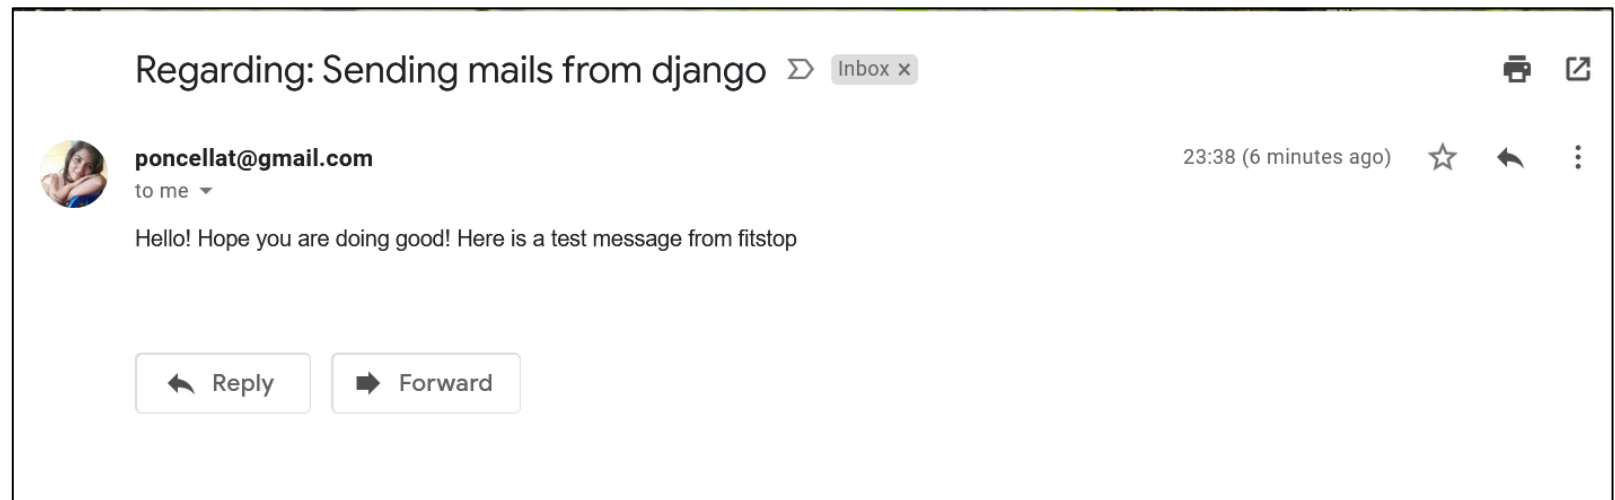 Regarding: Sending mails from django Inbox x
poncellat@gmail.com 23:38 (6 minutes ago)
to me
Hello! Hope you are doing good! Here is a test message from fitstop
Reply Forward